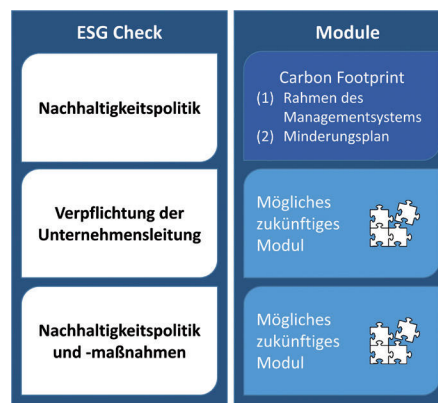 ESG Check
Nachhaltigkeitspolitik
Verpflichtung der
Unternehmensleitung
Nachhaltigkeitspolitik
und -maßnahmen
Module
Carbon Footprint
(1) Rahmen des
Managementsystems
(2) Minderungsplan
Mögliches
zukünftiges
Modul
Mögliches
zukünftiges
Modul